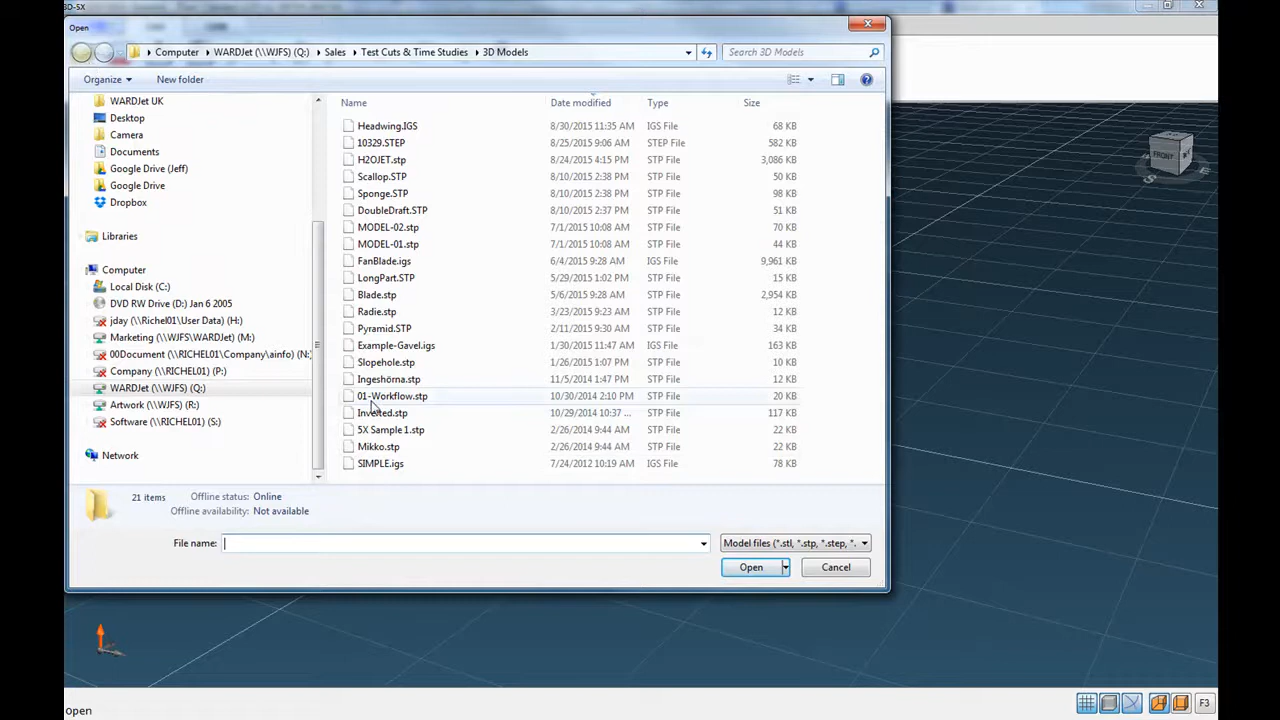 3D-5X
Open
Computer WARDJet (\\WJFS) (Q:) Sales Test Cuts & Time Studies 3D Models
Search 3D Models
Organize New folder
Name Date modified Type Size
WARDJet UK
Desktop
Camera
Documents
Google Drive (Jeff)
Google Drive
Dropbox
Libraries
Computer
Local Disk (C:)
DVD RW Drive (D:) Jan 6 2005
jday (\\Richel01\User Data) (H:)
Marketing (\\WJFS\WARDJet) (M:)
00Document (\\RICHEL01\Company\ainfo) (N:)
Company (\\RICHEL01) (P:)
WARDJet (\\WJFS) (Q:)
Artwork (\\WJFS) (R:)
Software (\\RICHEL01) (S:)
Network
Headwing.IGS 8/30/2015 11:35 AM IGS File 68 KB
10329.STEP 8/25/2015 9:06 AM STEP File 582 KB
H2OJET.stp 8/24/2015 4:15 PM STP File 3,086 KB
Scallop.STP 8/10/2015 2:38 PM STP File 50 KB
Sponge.STP 8/10/2015 2:38 PM STP File 98 KB
DoubleDraft.STP 8/10/2015 2:37 PM STP File 51 KB
MODEL-02.stp 7/1/2015 10:08 AM STP File 70 KB
MODEL-01.stp 7/1/2015 10:08 AM STP File 44 KB
FanBlade.igs 6/4/2015 9:28 AM IGS File 9,961 KB
LongPart.STP 5/29/2015 1:02 PM STP File 15 KB
Blade.stp 5/6/2015 9:28 AM STP File 2,954 KB
Radie.stp 3/23/2015 9:23 AM STP File 12 KB
Pyramid.STP 2/11/2015 9:30 AM STP File 34 KB
Example-Gavel.igs 1/30/2015 11:47 AM IGS File 163 KB
Slopehole.stp 1/26/2015 1:07 PM STP File 10 KB
Ingeshörna.stp 11/5/2014 1:47 PM STP File 12 KB
01-Workflow.stp 10/30/2014 2:10 PM STP File 20 KB
Inverted.stp 10/29/2014 10:37 ... STP File 117 KB
5X Sample 1.stp 2/26/2014 9:44 AM STP File 22 KB
Mikko.stp 2/26/2014 9:44 AM STP File 22 KB
SIMPLE.igs 7/24/2012 10:19 AM IGS File 78 KB
21 items Offline status: Online
Offline availability: Not available
File name: Model files (*.stl, *.stp, *.step, *.
Open Cancel
FRONT
S E
open
F3